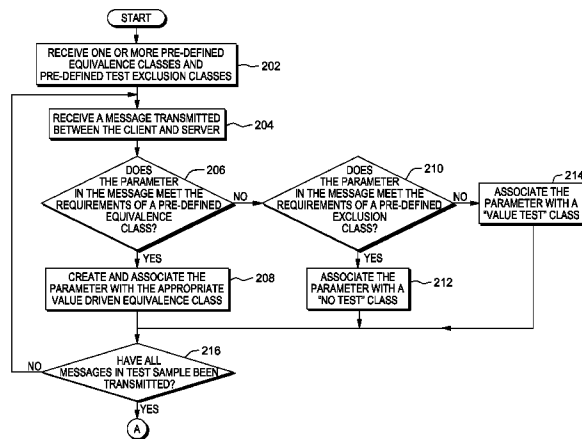 START
RECEIVE ONE OR MORE PRE-DEFINED
EQUIVALENCE CLASSES AND
PRE-DEFINED TEST EXCLUSION CLASSES
202
RECEIVE A MESSAGE TRANSMITTED
BETWEEN THE CLIENT AND SERVER
204
DOES
THE PARAMETER
IN THE MESSAGE MEET THE
REQUIREMENTS OF A PRE-DEFINED
EQUIVALENCE
CLASS?
206
NO
YES
DOES
THE PARAMETER
IN THE MESSAGE MEET THE
REQUIREMENTS OF A PRE-DEFINED
EXCLUSION
CLASS?
210
NO
YES
214
ASSOCIATE THE
PARAMETER WITH A
"VALUE TEST" CLASS
CREATE AND ASSOCIATE THE
PARAMETER WITH THE APPROPRIATE
VALUE DRIVEN EQUIVALENCE CLASS
208
ASSOCIATE THE
PARAMETER WITH A
"NO TEST" CLASS
212
HAVE ALL
MESSAGES IN TEST SAMPLE BEEN
TRANSMITTED?
216
NO
YES
A